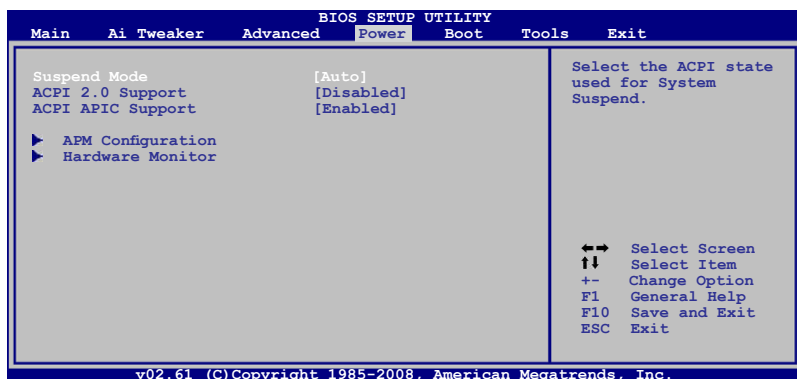 BIOS SETUP UTILITY
Main Ai Tweaker Advanced Power Boot Tools Exit
Suspend Mode [Auto]
ACPI 2.0 Support [Disabled]
ACPI APIC Support [Enabled]
APM Configuration
Hardware Monitor
Select the ACPI state
used for System
Suspend.
←→ Select Screen
↑↓ Select Item
+- Change Option
F1 General Help
F10 Save and Exit
ESC Exit
v02.61 (C)Copyright 1985-2008, American Megatrends, Inc.